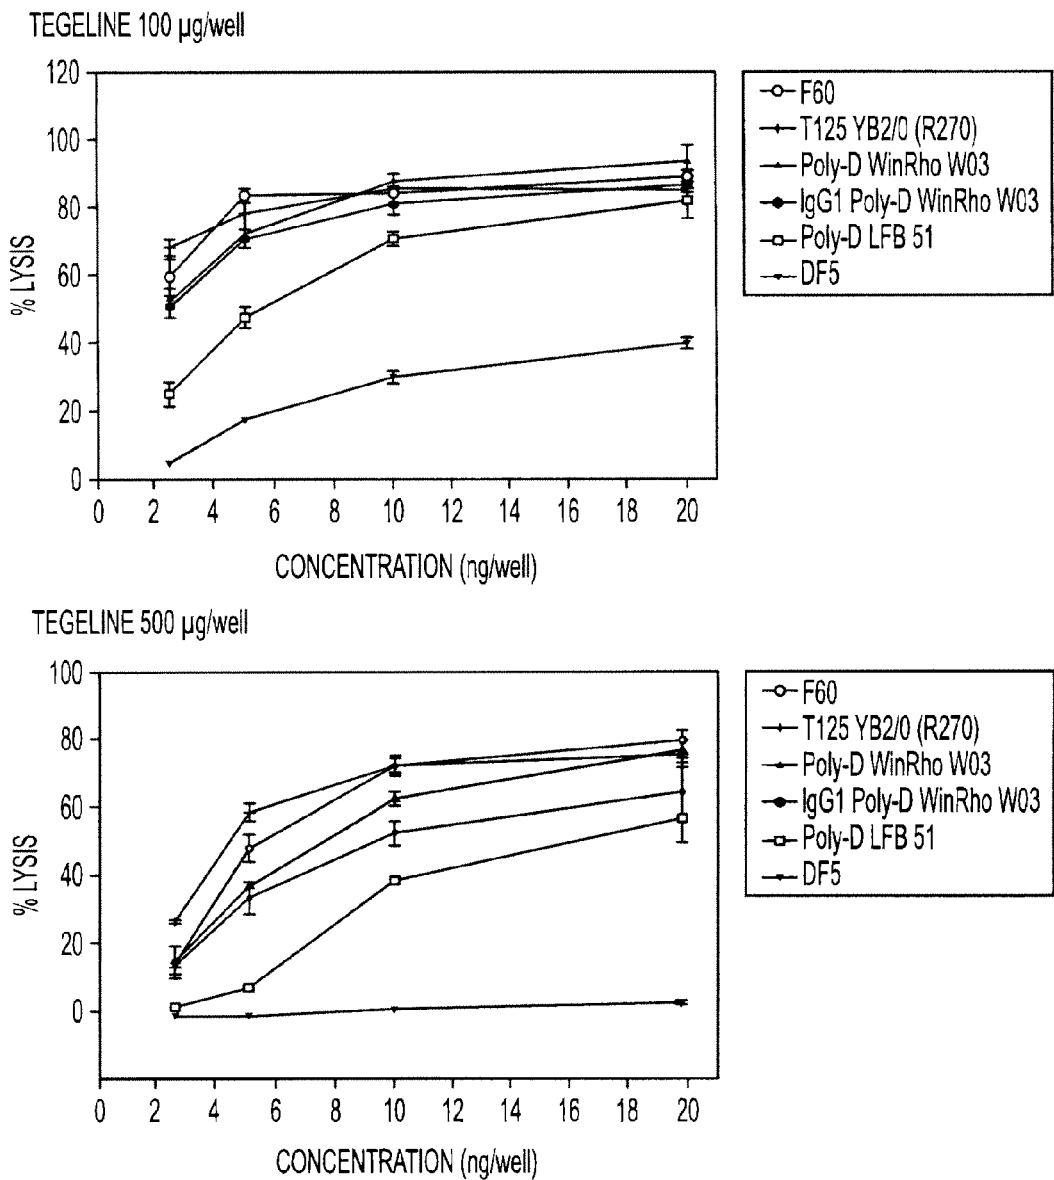 TEGELINE 100 µg/well
120
100
80
60
40
20
0
% LYSIS
0 2 4 6 8 10 12 14 16 18 20
CONCENTRATION (ng/well)
F60
T125 YB2/0 (R270)
Poly-D WinRho W03
IgG1 Poly-D WinRho W03
Poly-D LFB 51
DF5
TEGELINE 500 µg/well
100
80
60
40
20
0
% LYSIS
0 2 4 6 8 10 12 14 16 18 20
CONCENTRATION (ng/well)
F60
T125 YB2/0 (R270)
Poly-D WinRho W03
IgG1 Poly-D WinRho W03
Poly-D LFB 51
DF5